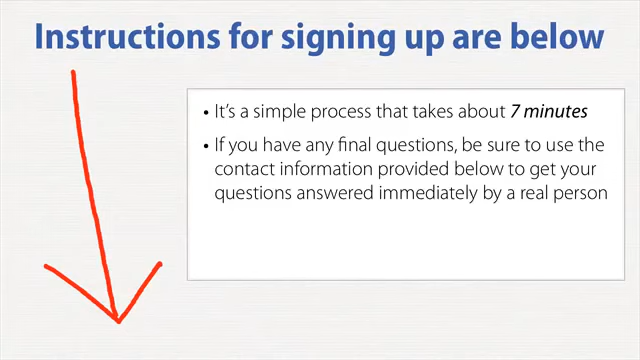 Instructions for signing up are below
• It's a simple process that takes about 7 minutes
• If you have any final questions, be sure to use the
contact information provided below to get your
questions answered immediately by a real person